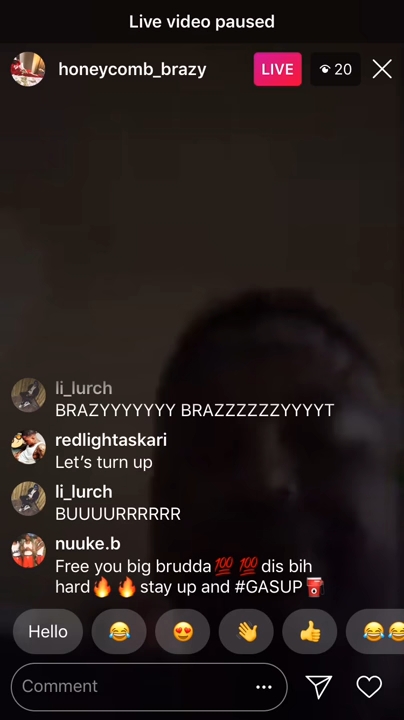 Live video paused
honeycomb_brazy
LIVE
20
li_lurch
BRAZYYYYYYY BRAZZZZZZYYYYT
redlightaskari
Let’s turn up
li_lurch
BUUUURRRRRR
nuuke.b
Free you big brudda💯 💯 dis bih
hard🔥 🔥 stay up and #GASUP⛽
Hello
Comment